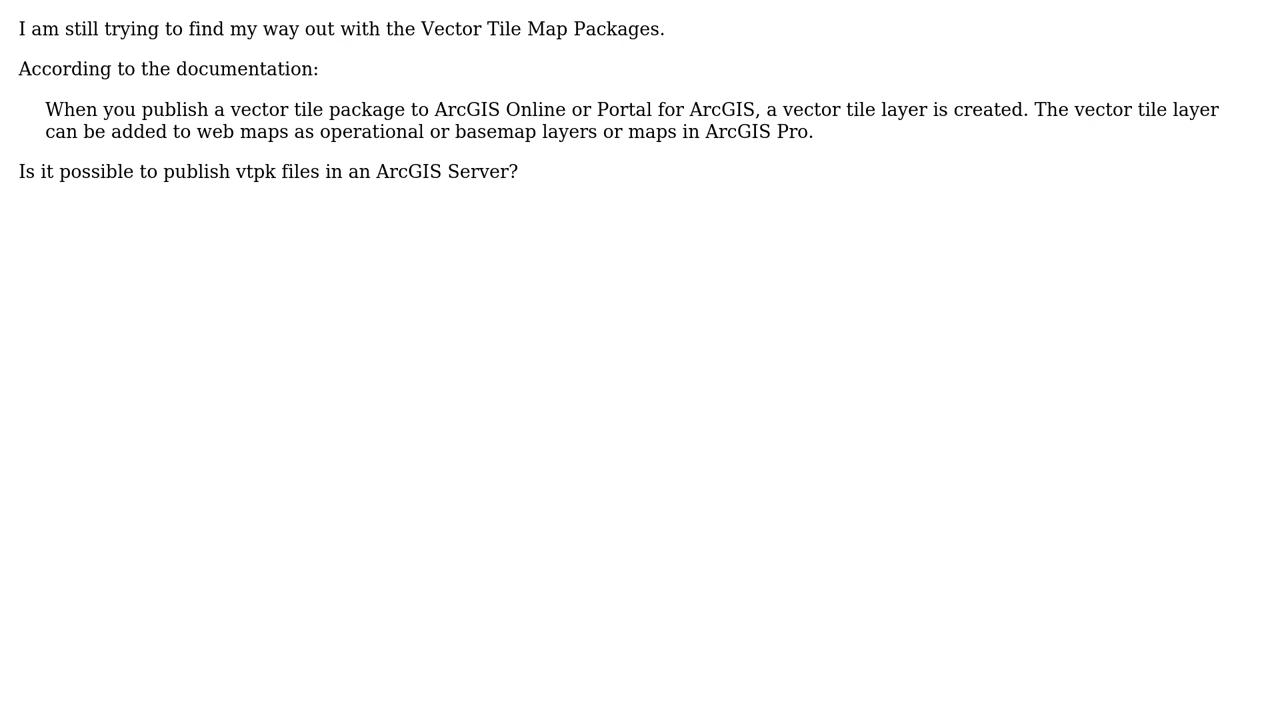 I am still trying to find my way out with the Vector Tile Map Packages.
According to the documentation:
When you publish a vector tile package to ArcGIS Online or Portal for ArcGIS, a vector tile layer is created. The vector tile layer
can be added to web maps as operational or basemap layers or maps in ArcGIS Pro.
Is it possible to publish vtpk files in an ArcGIS Server?